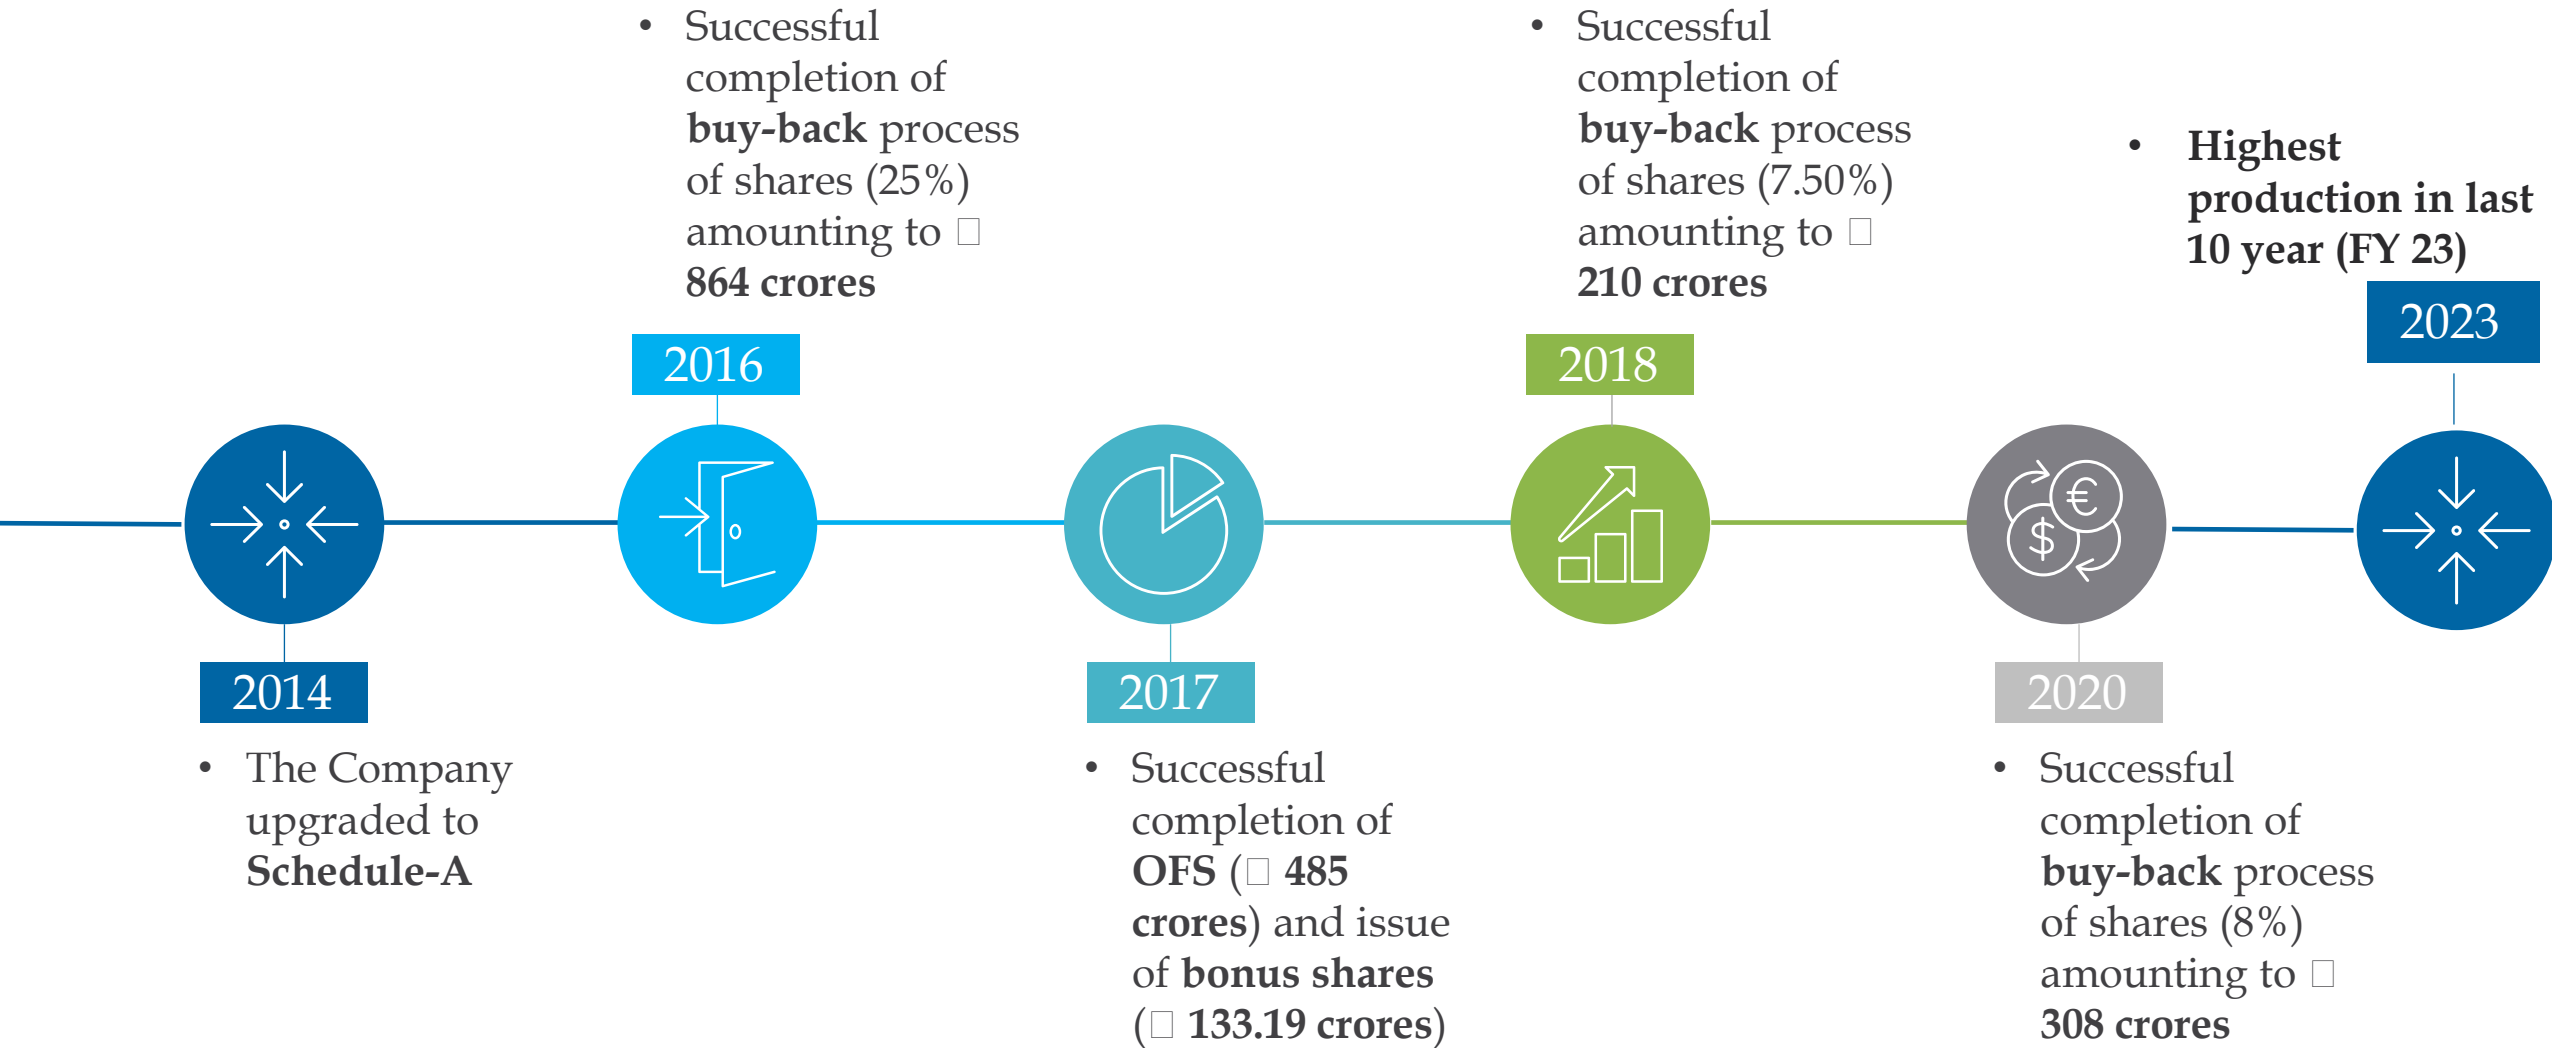 • Successful
completion of
buy-back process
of shares (25%)
amounting to □
864 crores
2016
• Successful
completion of
buy-back process
of shares (7.50%)
amounting to □
210 crores
2018
• Highest
production in last
10 year (FY 23)
2023
€
$
2014
• The Company
upgraded to
Schedule-A
2017
• Successful
completion of
OFS (□ 485
crores) and issue
of bonus shares
(□ 133.19 crores)
2020
• Successful
completion of
buy-back process
of shares (8%)
amounting to □
308 crores